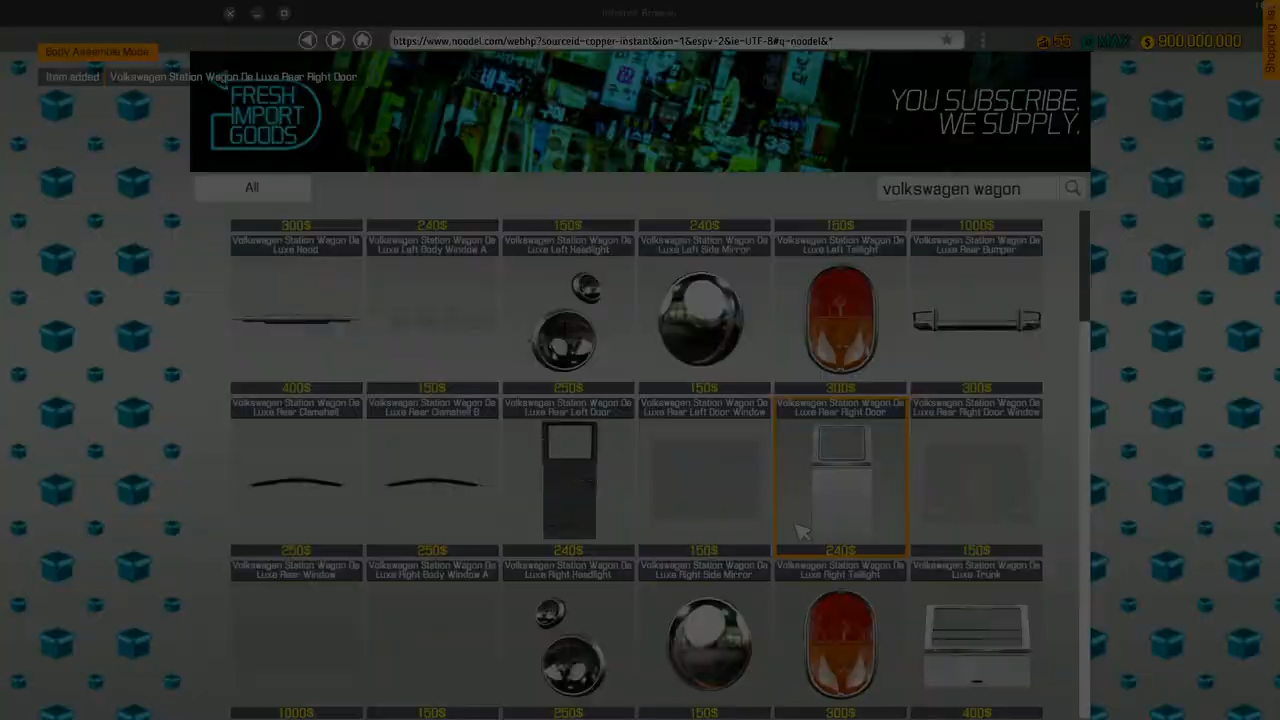 Internet Browser
https://www.noodel.com/webhp?sourceid=copper-instant&ion=1&espv=2&ie=UTF-8#q=noodel&*
55
MAX
900.000.000
Body Assemble Mode
Item added Volkswagen Station Wagon De Luxe Rear Right Door
FRESH
IMPORT
GOODS
YOU SUBSCRIBE.
WE SUPPLY.
All
volkswagen wagon
300$ 240$ 150$ 240$ 150$ 1000$
Volkswagen Station Wagon De Luxe Hood
Volkswagen Station Wagon De Luxe Left Body Window A
Volkswagen Station Wagon De Luxe Left Headlight
Volkswagen Station Wagon De Luxe Left Side Mirror
Volkswagen Station Wagon De Luxe Left Taillight
Volkswagen Station Wagon De Luxe Rear Bumper
400$ 150$ 250$ 150$ 300$ 300$
Volkswagen Station Wagon De Luxe Rear Clamshell
Volkswagen Station Wagon De Luxe Rear Clamshell B
Volkswagen Station Wagon De Luxe Rear Left Door
Volkswagen Station Wagon De Luxe Rear Left Door Window
Volkswagen Station Wagon De Luxe Rear Right Door
Volkswagen Station Wagon De Luxe Rear Right Door Window
250$ 250$ 240$ 150$ 240$ 150$
Volkswagen Station Wagon De Luxe Rear Window
Volkswagen Station Wagon De Luxe Right Body Window A
Volkswagen Station Wagon De Luxe Right Headlight
Volkswagen Station Wagon De Luxe Right Side Mirror
Volkswagen Station Wagon De Luxe Right Taillight
Volkswagen Station Wagon De Luxe Trunk
1000$ 150$ 250$ 150$ 300$ 400$